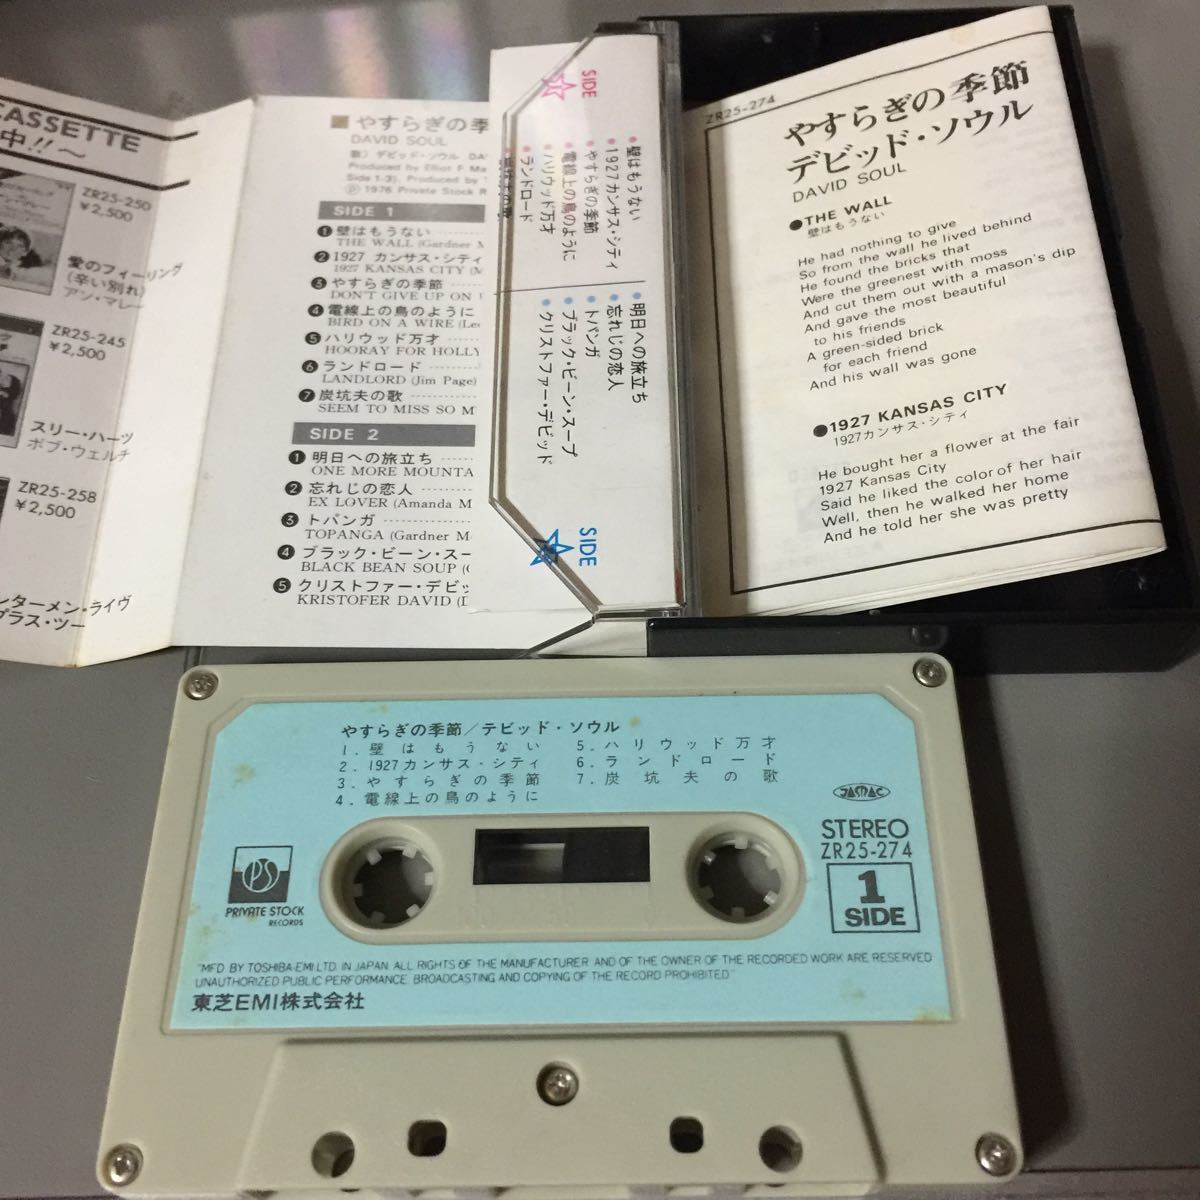 CASSETTE
中!!〜
ZR25-250
¥2,500
愛のフィーリング
(辛い別れ)
アン・マレー
ZR25-245
¥2,500
スリー・ハーツ
ボブ・ウェルチ
ZR25-258
¥2,500
ンターメン・ライヴ
プラス・ツー
■やすらぎの季
DAVID SOUL
歌) デビッド・ソウル DA
Produced by Elliot F. Ma
Side 1-3). Produced by
Ⓟ 1976 Private Stock R
SIDE 1
❶壁はもうない
THE WALL (Gardner M
❷1927 カンサス・シティ
1927 KANSAS CITY (M
❸やすらぎの季節
DON'T GIVE UP ON U
❹電線上の鳥のように
BIRD ON A WIRE (Le
❺ハリウッド万才
HOORAY FOR HOLLY
❻ランドロード
LANDLORD (Jim Page)
❼炭坑夫の歌
SEEM TO MISS SO M
SIDE 2
❶明日への旅立ち
ONE MORE MOUNTA
❷忘れじの恋人
EX LOVER (Amanda M
❸トパンガ
TOPANGA (Gardner M
❹ブラック・ビーン・スー
BLACK BEAN SOUP (
❺クリストファー・デビッ
KRISTOFER DAVID (D
SIDE
●壁はもうない
●1927カンサス・シティ
●やすらぎの季節
●電線上の鳥のように
●ハリウッド万才
●ランドロード
SIDE
●明日への旅立ち
●忘れじの恋人
●トパンガ
●ブラック・ビーン・スープ
●クリストファー・デビッド
ZR25-274
やすらぎの季節
デビッド・ソウル
DAVID SOUL
●THE WALL
壁はもうない
He had nothing to give
So from the wall he lived behind
He found the bricks that
Were the greenest with moss
And cut them out with a mason's dip
And gave the most beautiful
to his friends
A green-sided brick
for each friend
And his wall was gone
●1927 KANSAS CITY
1927カンサス・シティ
He bought her a flower at the fair
1927 Kansas City
Said he liked the color of her hair
Well, then he walked her home
And he told her she was pretty
やすらぎの季節/デビッド・ソウル
1. 壁はもうない
2. 1927カンサス・シティ
3. やすらぎの季節
4. 電線上の鳥のように
5. ハリウッド万才
6. ランドロード
7. 炭坑夫の歌
JASRAC
STEREO
ZR25-274
1
SIDE
PS
PRIVATE STOCK
RECORDS
"MFD BY TOSHIBA-EMI LTD. IN JAPAN. ALL RIGHTS OF THE MANUFACTURER AND OF THE OWNER OF THE RECORDED WORK ARE RESERVED
UNAUTHORIZED PUBLIC PERFORMANCE. BROADCASTING AND COPYING OF THE RECORD PROHIBITED"
東芝EMI株式会社